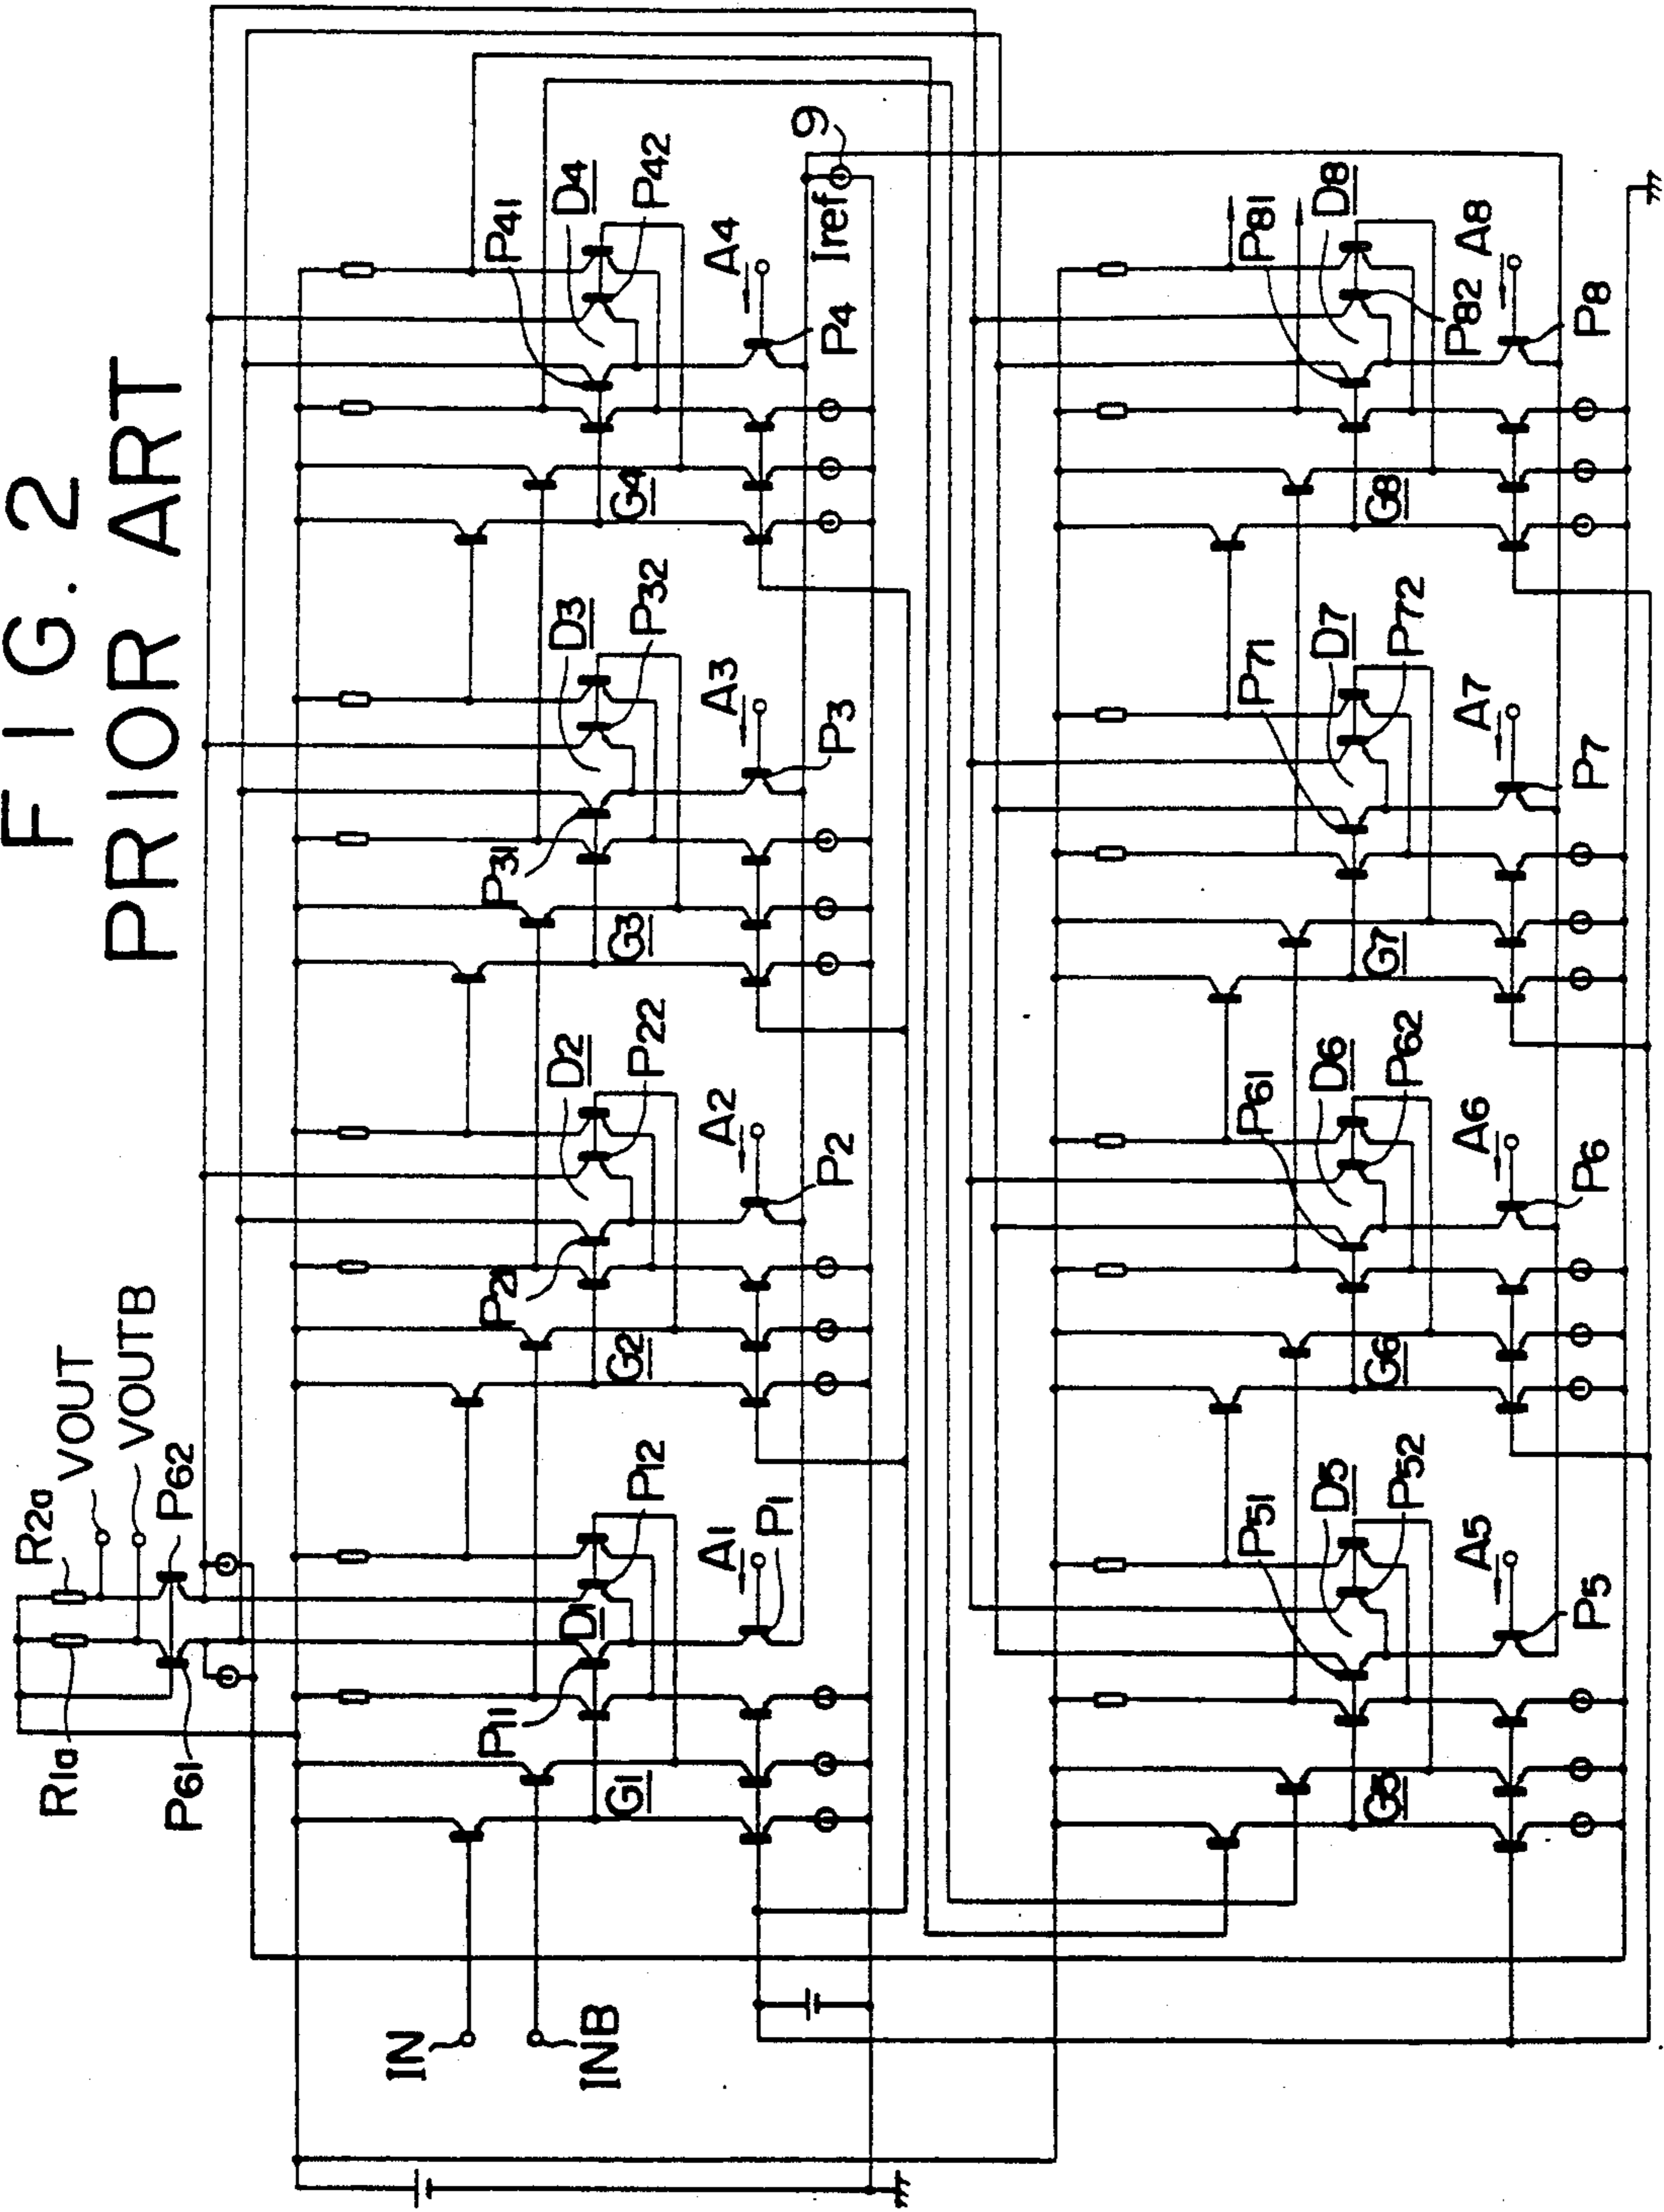 FIG. 2
PRIOR ART
R1a
R2a
VOUT
VOUTB
P61
P62
IN
INB
P11
D1
P12
G1
A1
P1
P21
D2
P22
G2
A2
P2
P31
D3
P32
G3
A3
P3
P41
D4
P42
G4
A4
P4
Iref
9
P51
D5
P52
G5
A5
P5
P61
D6
P62
G6
A6
P6
P71
D7
P72
G7
A7
P7
P81
D8
P82
G8
A8
P8